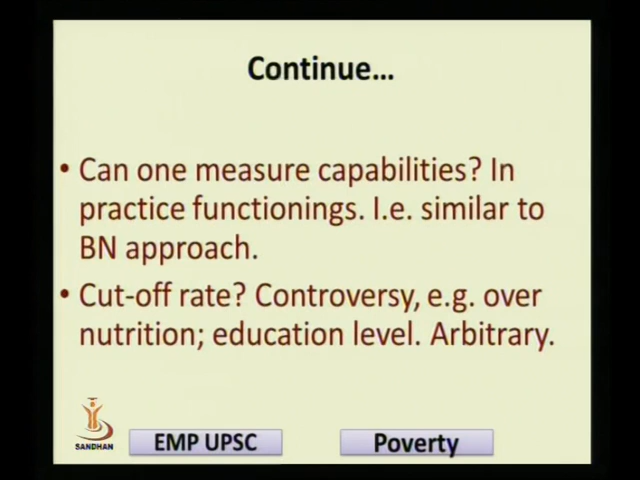 Continue...
• Can one measure capabilities? In
practice functionings. I.e. similar to
BN approach.
• Cut-off rate? Controversy, e.g. over
nutrition; education level. Arbitrary.
SANDHAN
EMP UPSC
Poverty